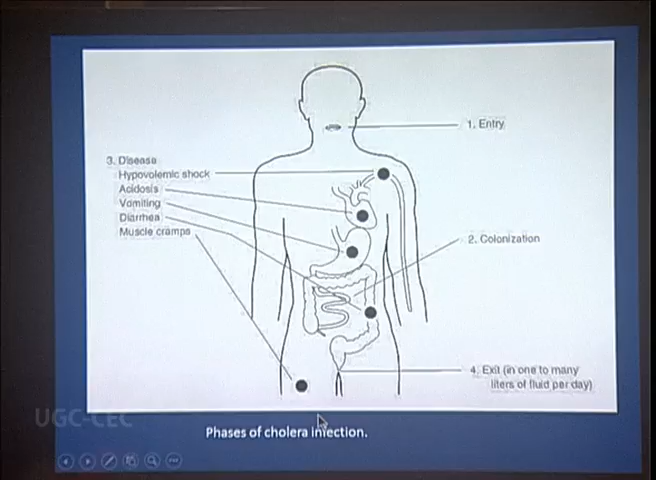 1. Entry
3. Disease
Hypovolemic shock
Acidosis
Vomiting
Diarrhea
Muscle cramps
2. Colonization
4. Exit (in one to many
liters of fluid per day)
UGC-CEC
Phases of cholera infection.